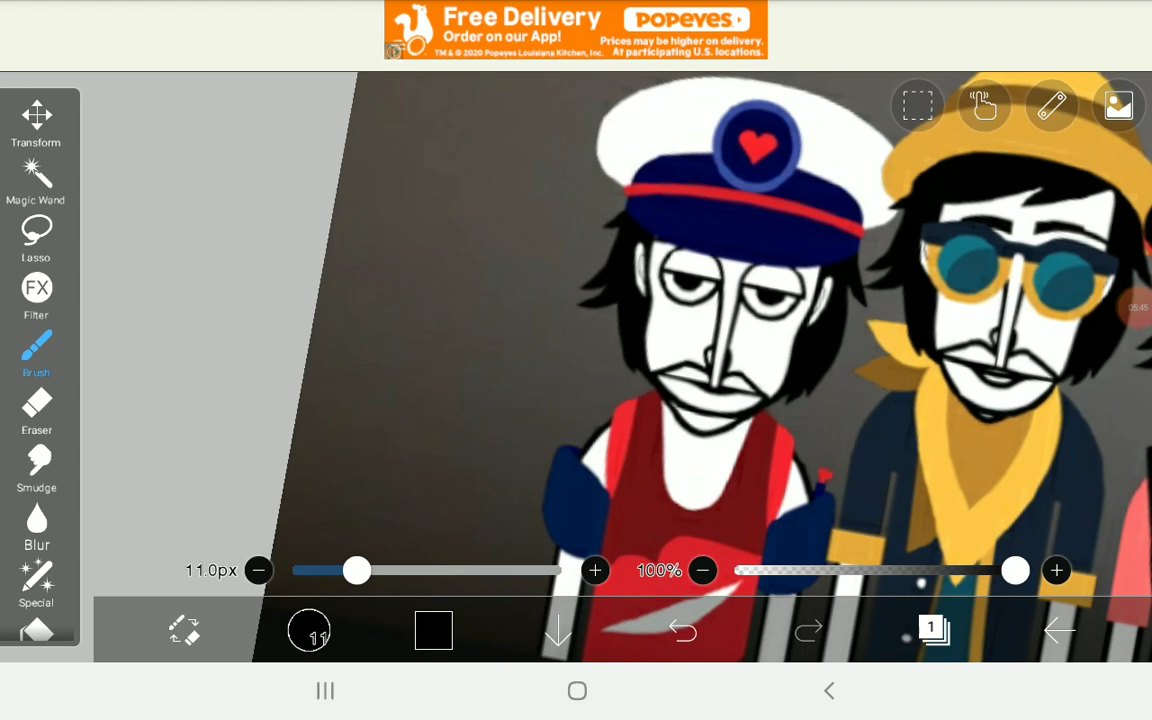 Free Delivery
Order on our App!
POPEYES
Prices may be higher on delivery.
TM & © 2020 Popeyes Louisiana Kitchen, Inc.
At participating U.S. locations.
Transform
Magic Wand
Lasso
FX
Filter
Brush
Eraser
Smudge
Blur
Special
05:45
11.0px
100%
11
1